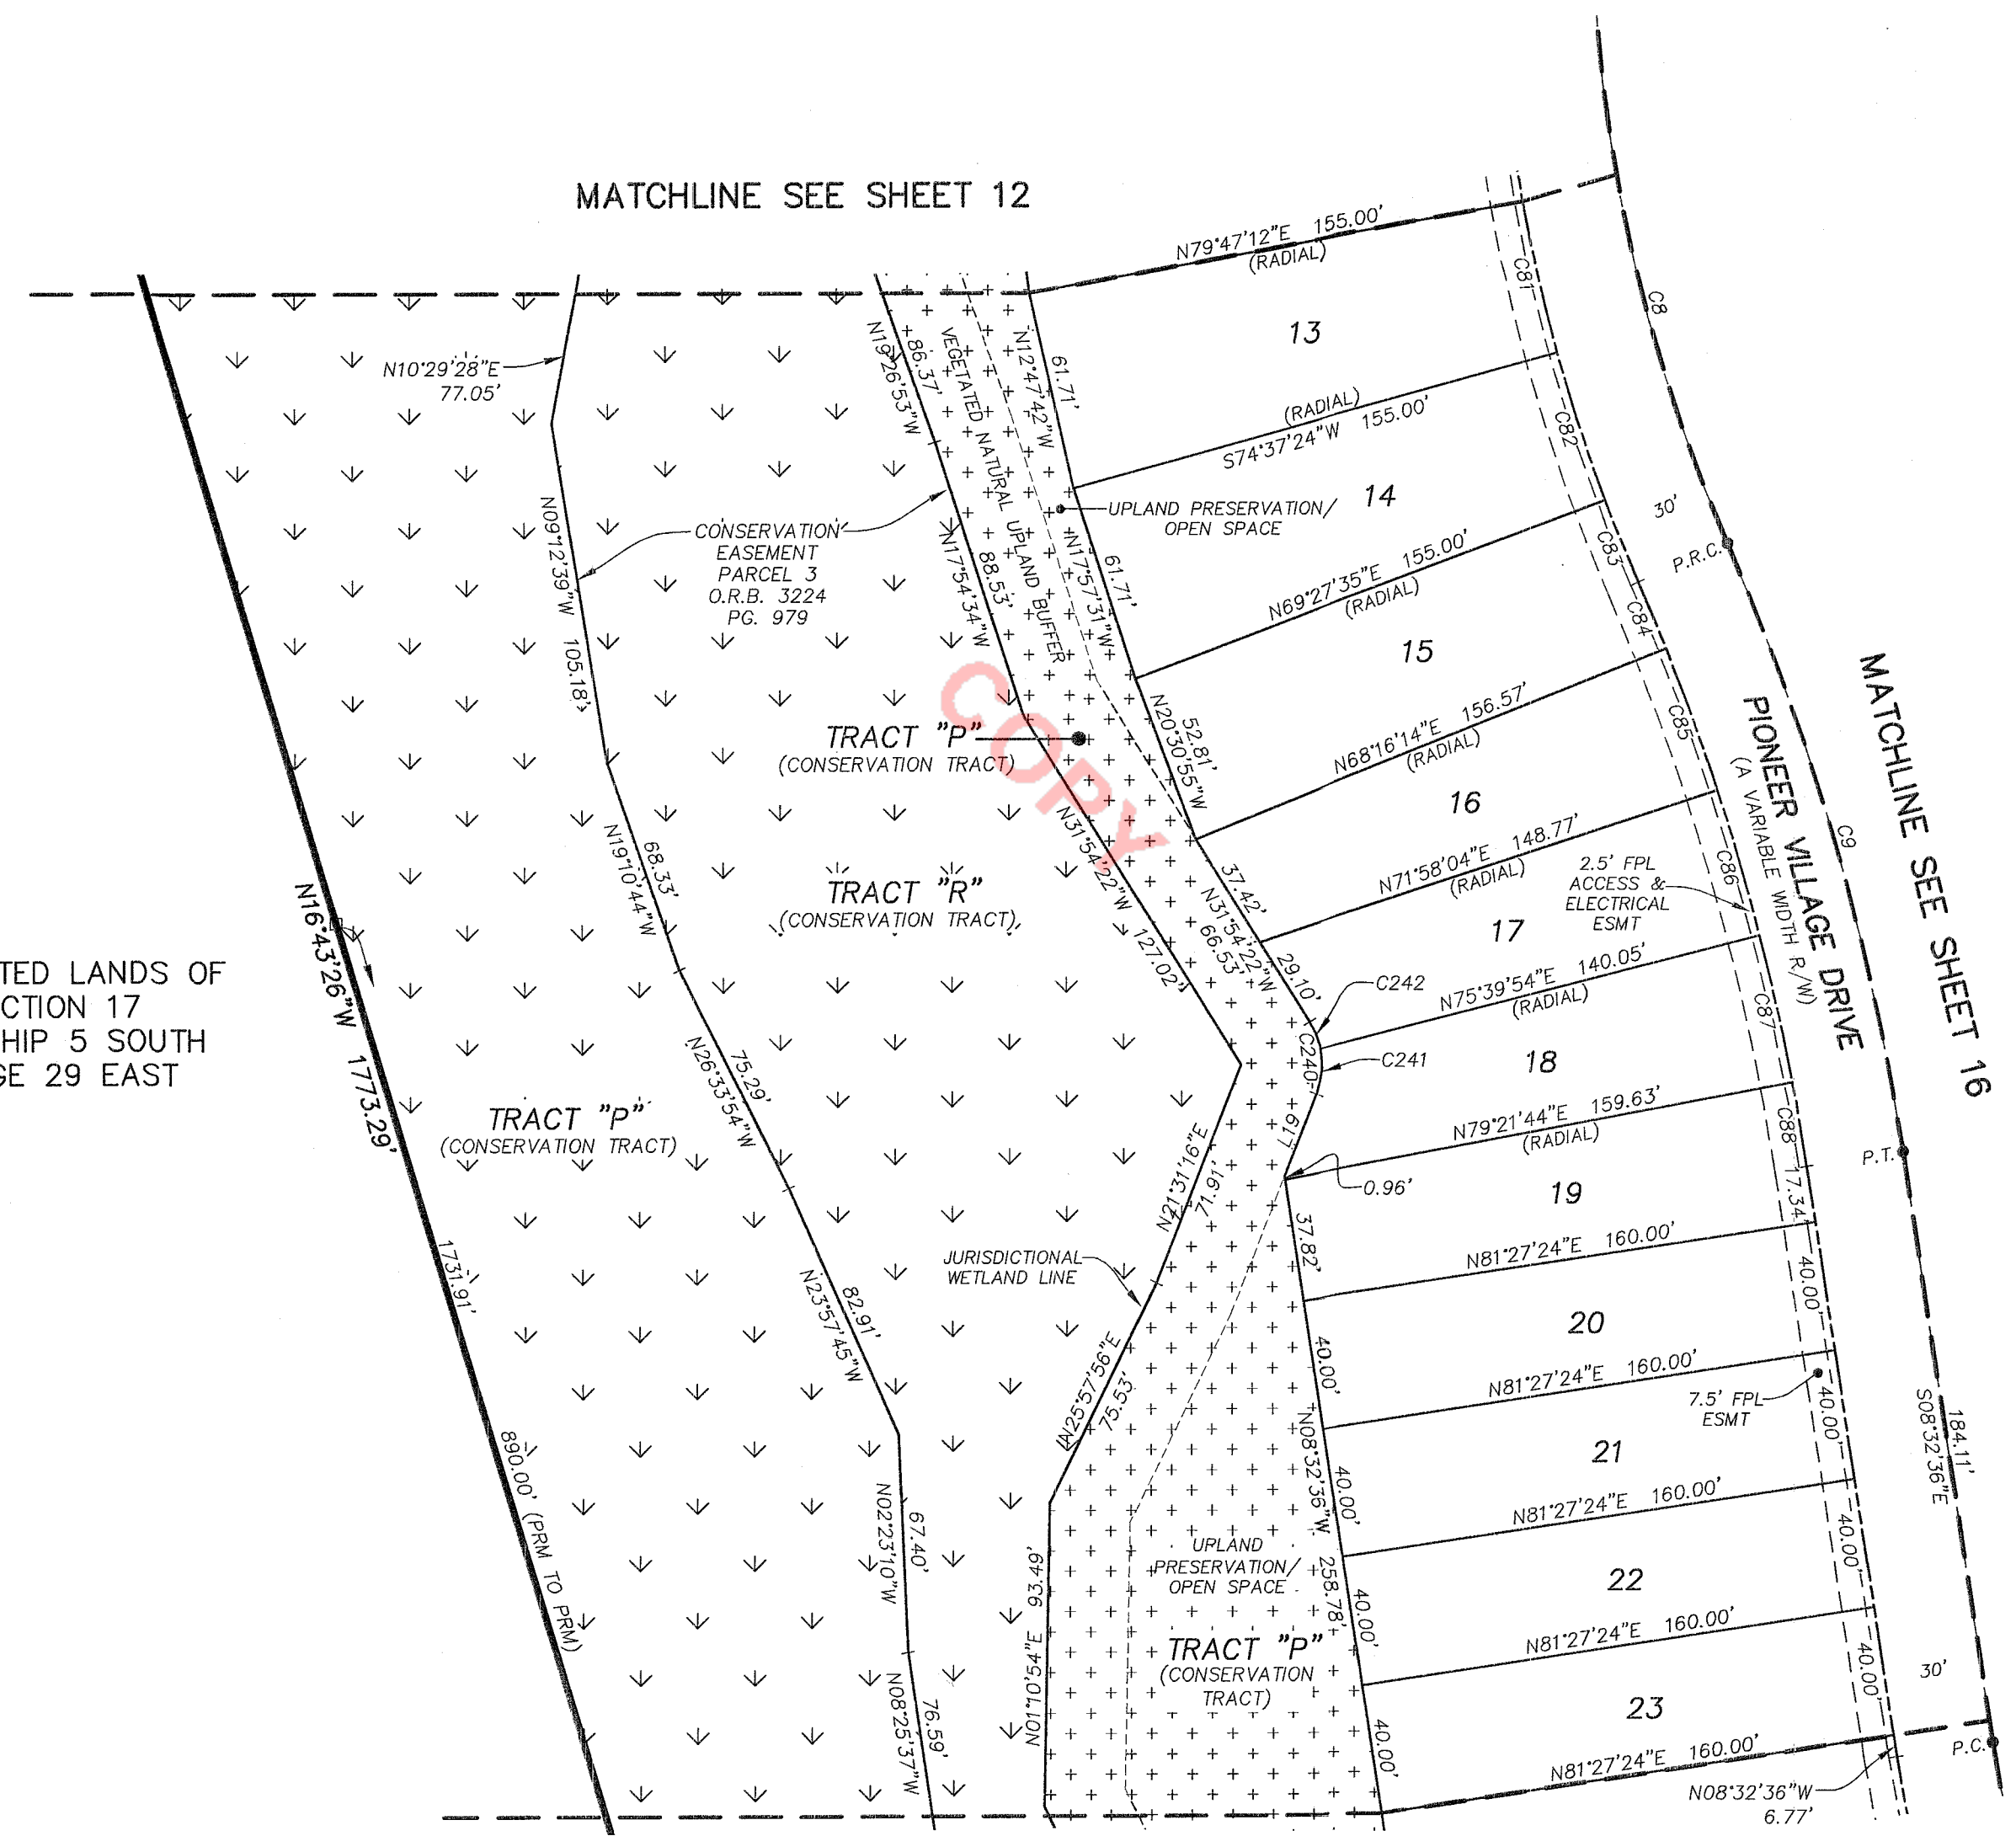 MATCHLINE SEE SHEET 12
N79°47'12"E 155.00'
(RADIAL)
C81
C8
13
N10°29'28"E
77.05'
N19°26'53"W
86.37'
VEGETATED NATURAL UPLAND BUFFER
N12°47'42"W
61.71'
(RADIAL)
S74°37'24"W 155.00'
C82
14
UPLAND PRESERVATION/
OPEN SPACE
30'
P.R.C.
CONSERVATION
EASEMENT
PARCEL 3
O.R.B. 3224
PG. 979
N09°12'39"W 105.18'
N17°54'34"W
88.53'
N17°57'31"W
61.71'
N69°27'35"E 155.00'
(RADIAL)
C83
C84
15
N20°30'55"W
52.81'
N68°16'14"E 156.57'
(RADIAL)
C85
COPY
TRACT "P"
(CONSERVATION TRACT)
16
PIONEER VILLAGE DRIVE
(A VARIABLE WIDTH R/W)
C9
MATCHLINE SEE SHEET 16
N31°54'22"W 127.02'
37.42'
N31°54'22"W
66.53'
29.10'
N71°58'04"E 148.77'
(RADIAL)
C86
2.5' FPL
ACCESS &
ELECTRICAL
ESMT
N19°10'44"W
68.33'
TRACT "R"
(CONSERVATION TRACT)
17
N16°43'26"W 1773.29'
TED LANDS OF
CTION 17
HIP 5 SOUTH
GE 29 EAST
C242
N75°39'54"E 140.05'
(RADIAL)
C87
C240
C241
18
N26°33'54"W
75.29'
TRACT "P"
(CONSERVATION TRACT)
N21°31'16"E
71.91'
L19
N79°21'44"E 159.63'
(RADIAL)
C88
P.T.
0.96'
17.34'
19
37.82'
N81°27'24"E 160.00'
40.00'
JURISDICTIONAL
WETLAND LINE
1731.91'
N23°57'45"W
82.91'
20
N25°57'56"E
75.53'
40.00'
N81°27'24"E 160.00'
7.5' FPL
ESMT
40.00'
184.11'
S08°32'36"E
N08°32'36"W 258.78'
21
890.00' (PRM TO PRM)
40.00'
N81°27'24"E 160.00'
40.00'
N02°23'10"W
67.40'
N01°10'54"E 93.49'
UPLAND
PRESERVATION/
OPEN SPACE
22
40.00'
N81°27'24"E 160.00'
40.00'
TRACT "P"
(CONSERVATION
TRACT)
30'
N08°25'37"W
76.59'
23
40.00'
N81°27'24"E 160.00'
P.C.
N08°32'36"W
6.77'